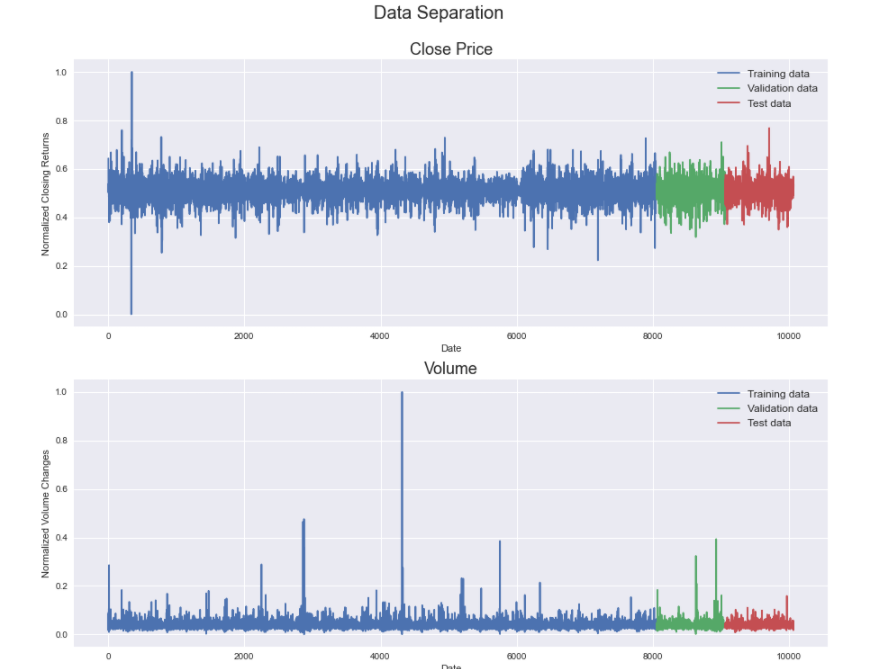 Data Separation
Close Price
1.0
0.8
0.6
0.4
0.2
0.0
Normalized Closing Returns
Training data
Validation data
Test data
0
2000
4000
6000
8000
10000
Date
Volume
1.0
0.8
0.6
0.4
0.2
0.0
Normalized Volume Changes
Training data
Validation data
Test data
0
2000
4000
6000
8000
10000
Date